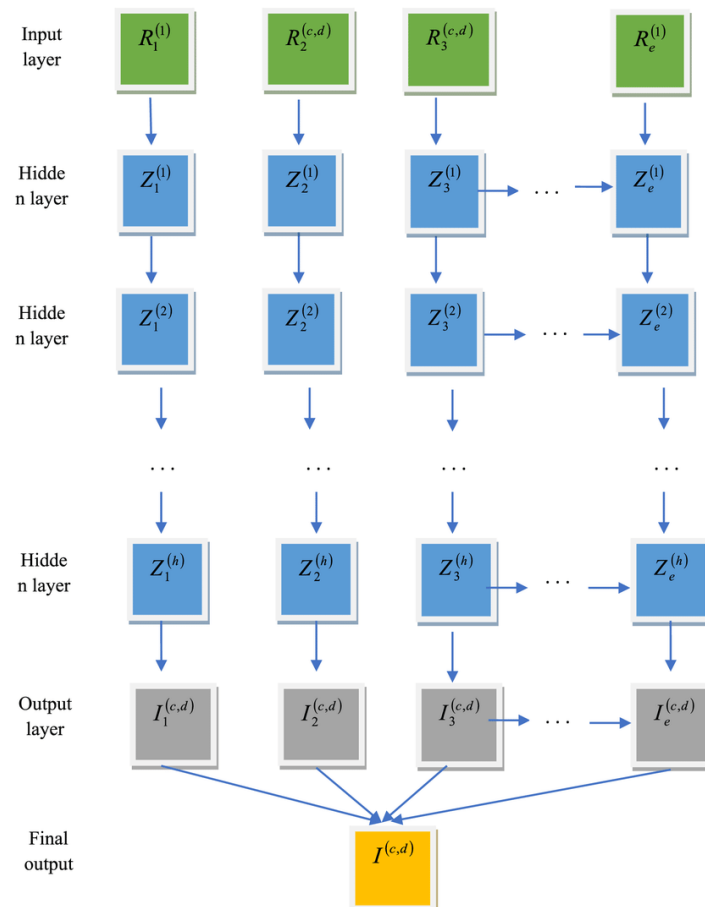 Input
layer
R_1^{(1)} R_2^{(c,d)} R_3^{(c,d)} R_e^{(1)}
Hidde
n layer
Z_1^{(1)} Z_2^{(1)} Z_3^{(1)} ... Z_e^{(1)}
Hidde
n layer
Z_1^{(2)} Z_2^{(2)} Z_3^{(2)} ... Z_e^{(2)}
... ... ... ...
Hidde
n layer
Z_1^{(h)} Z_2^{(h)} Z_3^{(h)} ... Z_e^{(h)}
Output
layer
I_1^{(c,d)} I_2^{(c,d)} I_3^{(c,d)} ... I_e^{(c,d)}
Final
output
I^{(c,d)}